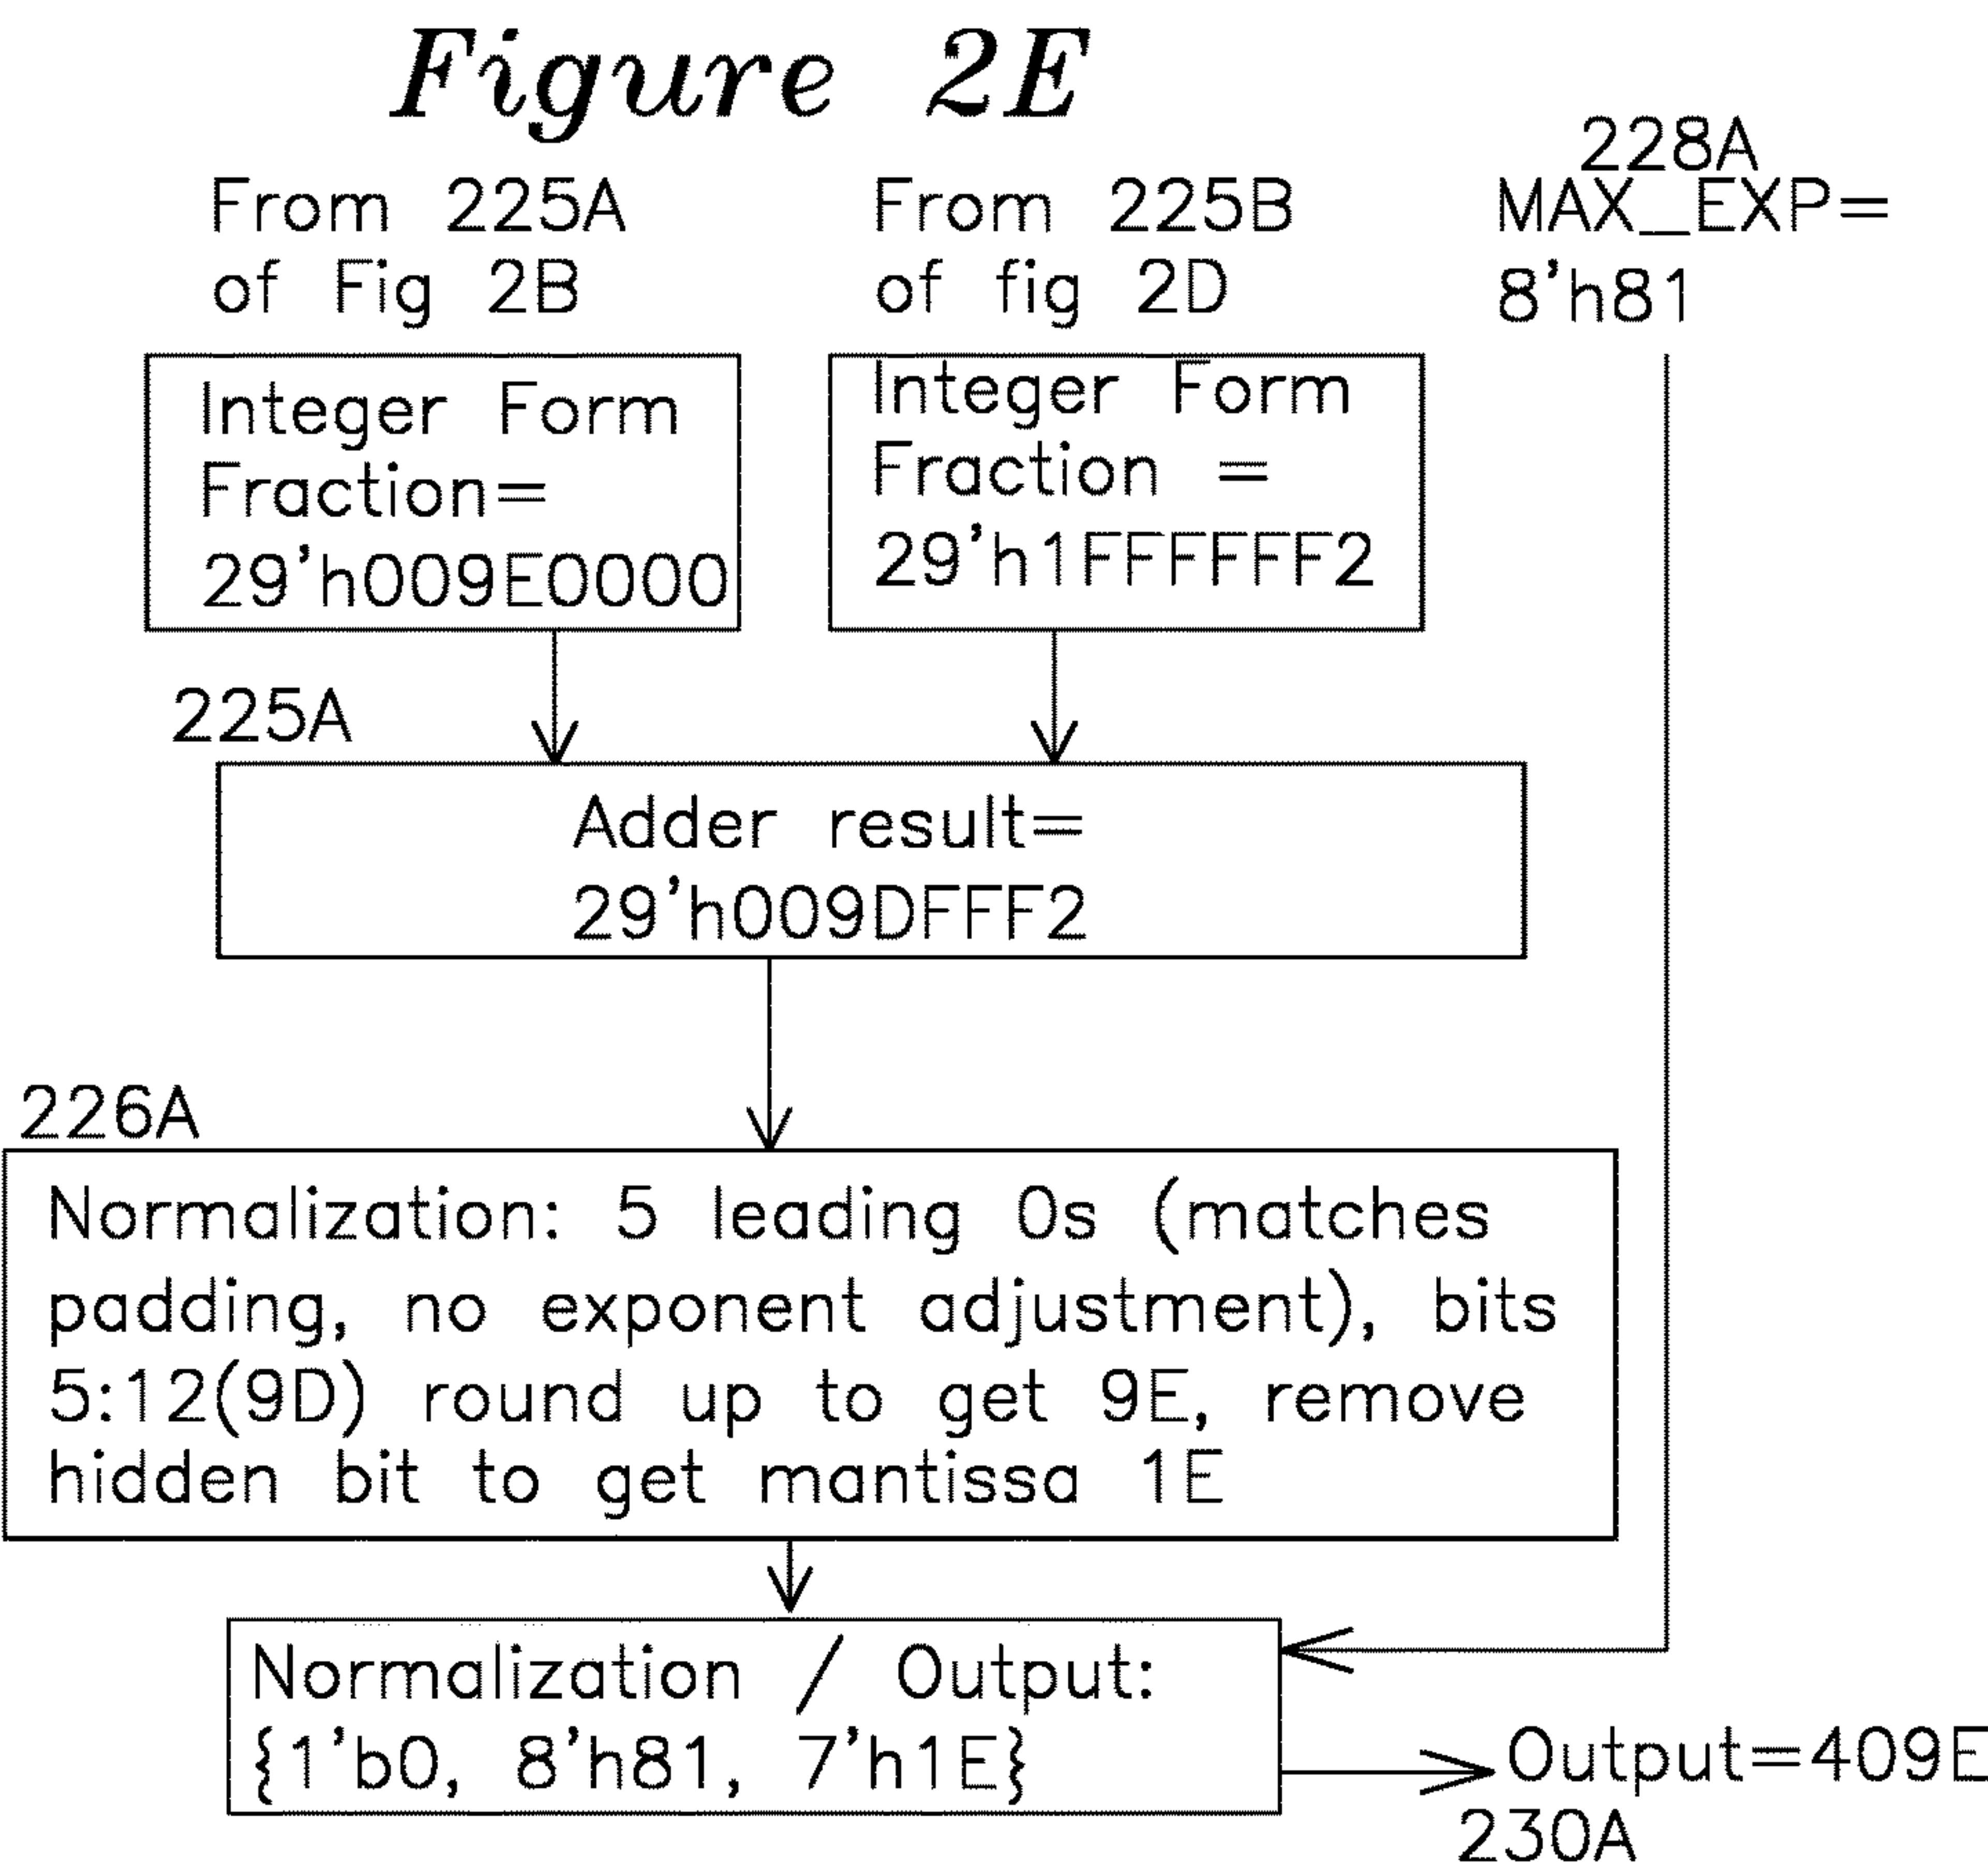 Figure 2E
228A
From 225A
of Fig 2B
From 225B
of fig 2D
MAX_EXP=
8'h81
Integer Form
Fraction=
29'h009E0000
Integer Form
Fraction =
29'h1FFFFFF2
225A
Adder result=
29'h009DFFF2
226A
Normalization: 5 leading 0s (matches
padding, no exponent adjustment), bits
5:12(9D) round up to get 9E, remove
hidden bit to get mantissa 1E
Normalization / Output:
{1'b0, 8'h81, 7'h1E}
Output=409E
230A